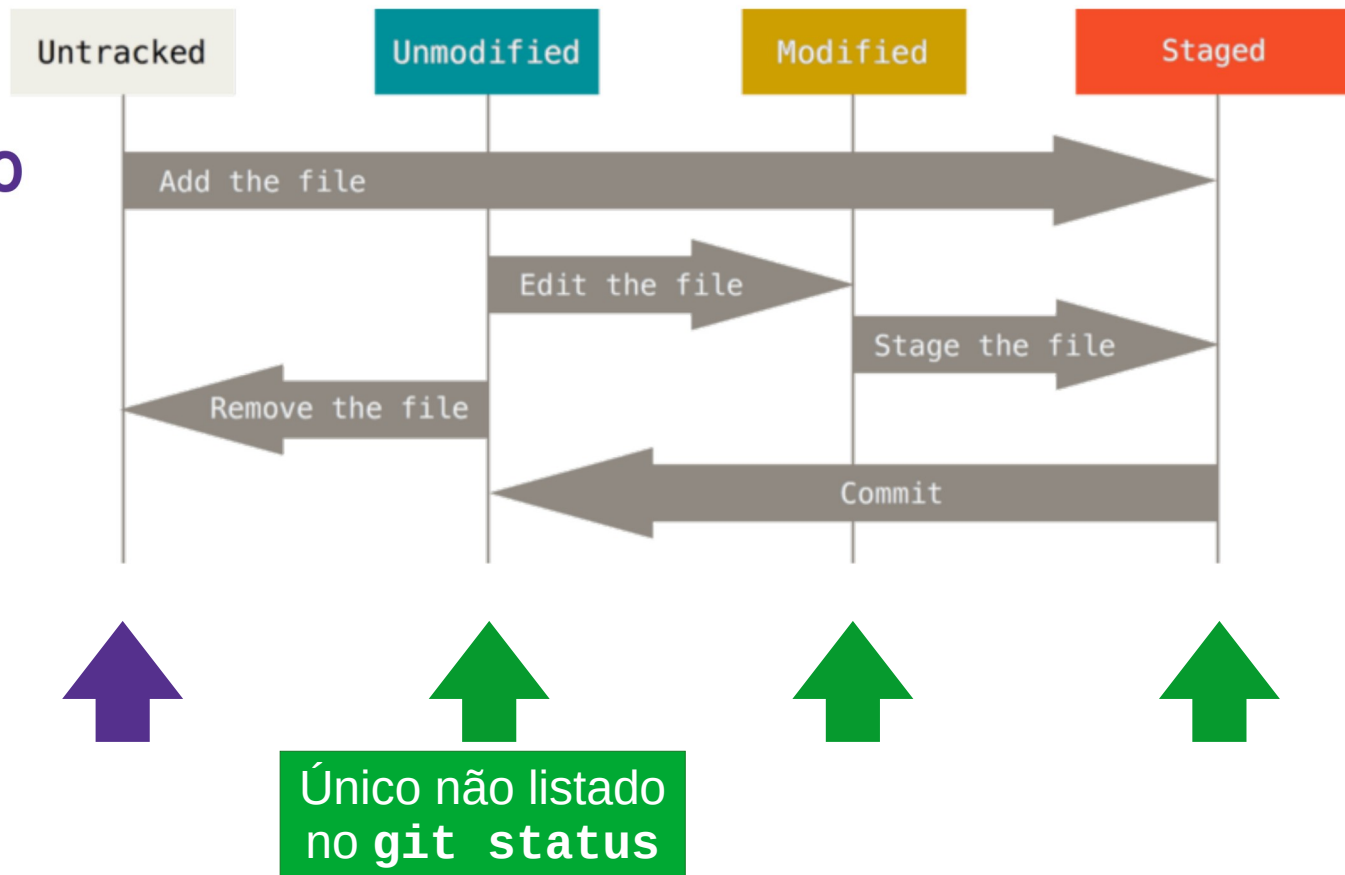 Untracked
Unmodified
Modified
Staged
o
Add the file
Edit the file
Stage the file
Remove the file
Commit
Único não listado
no git status